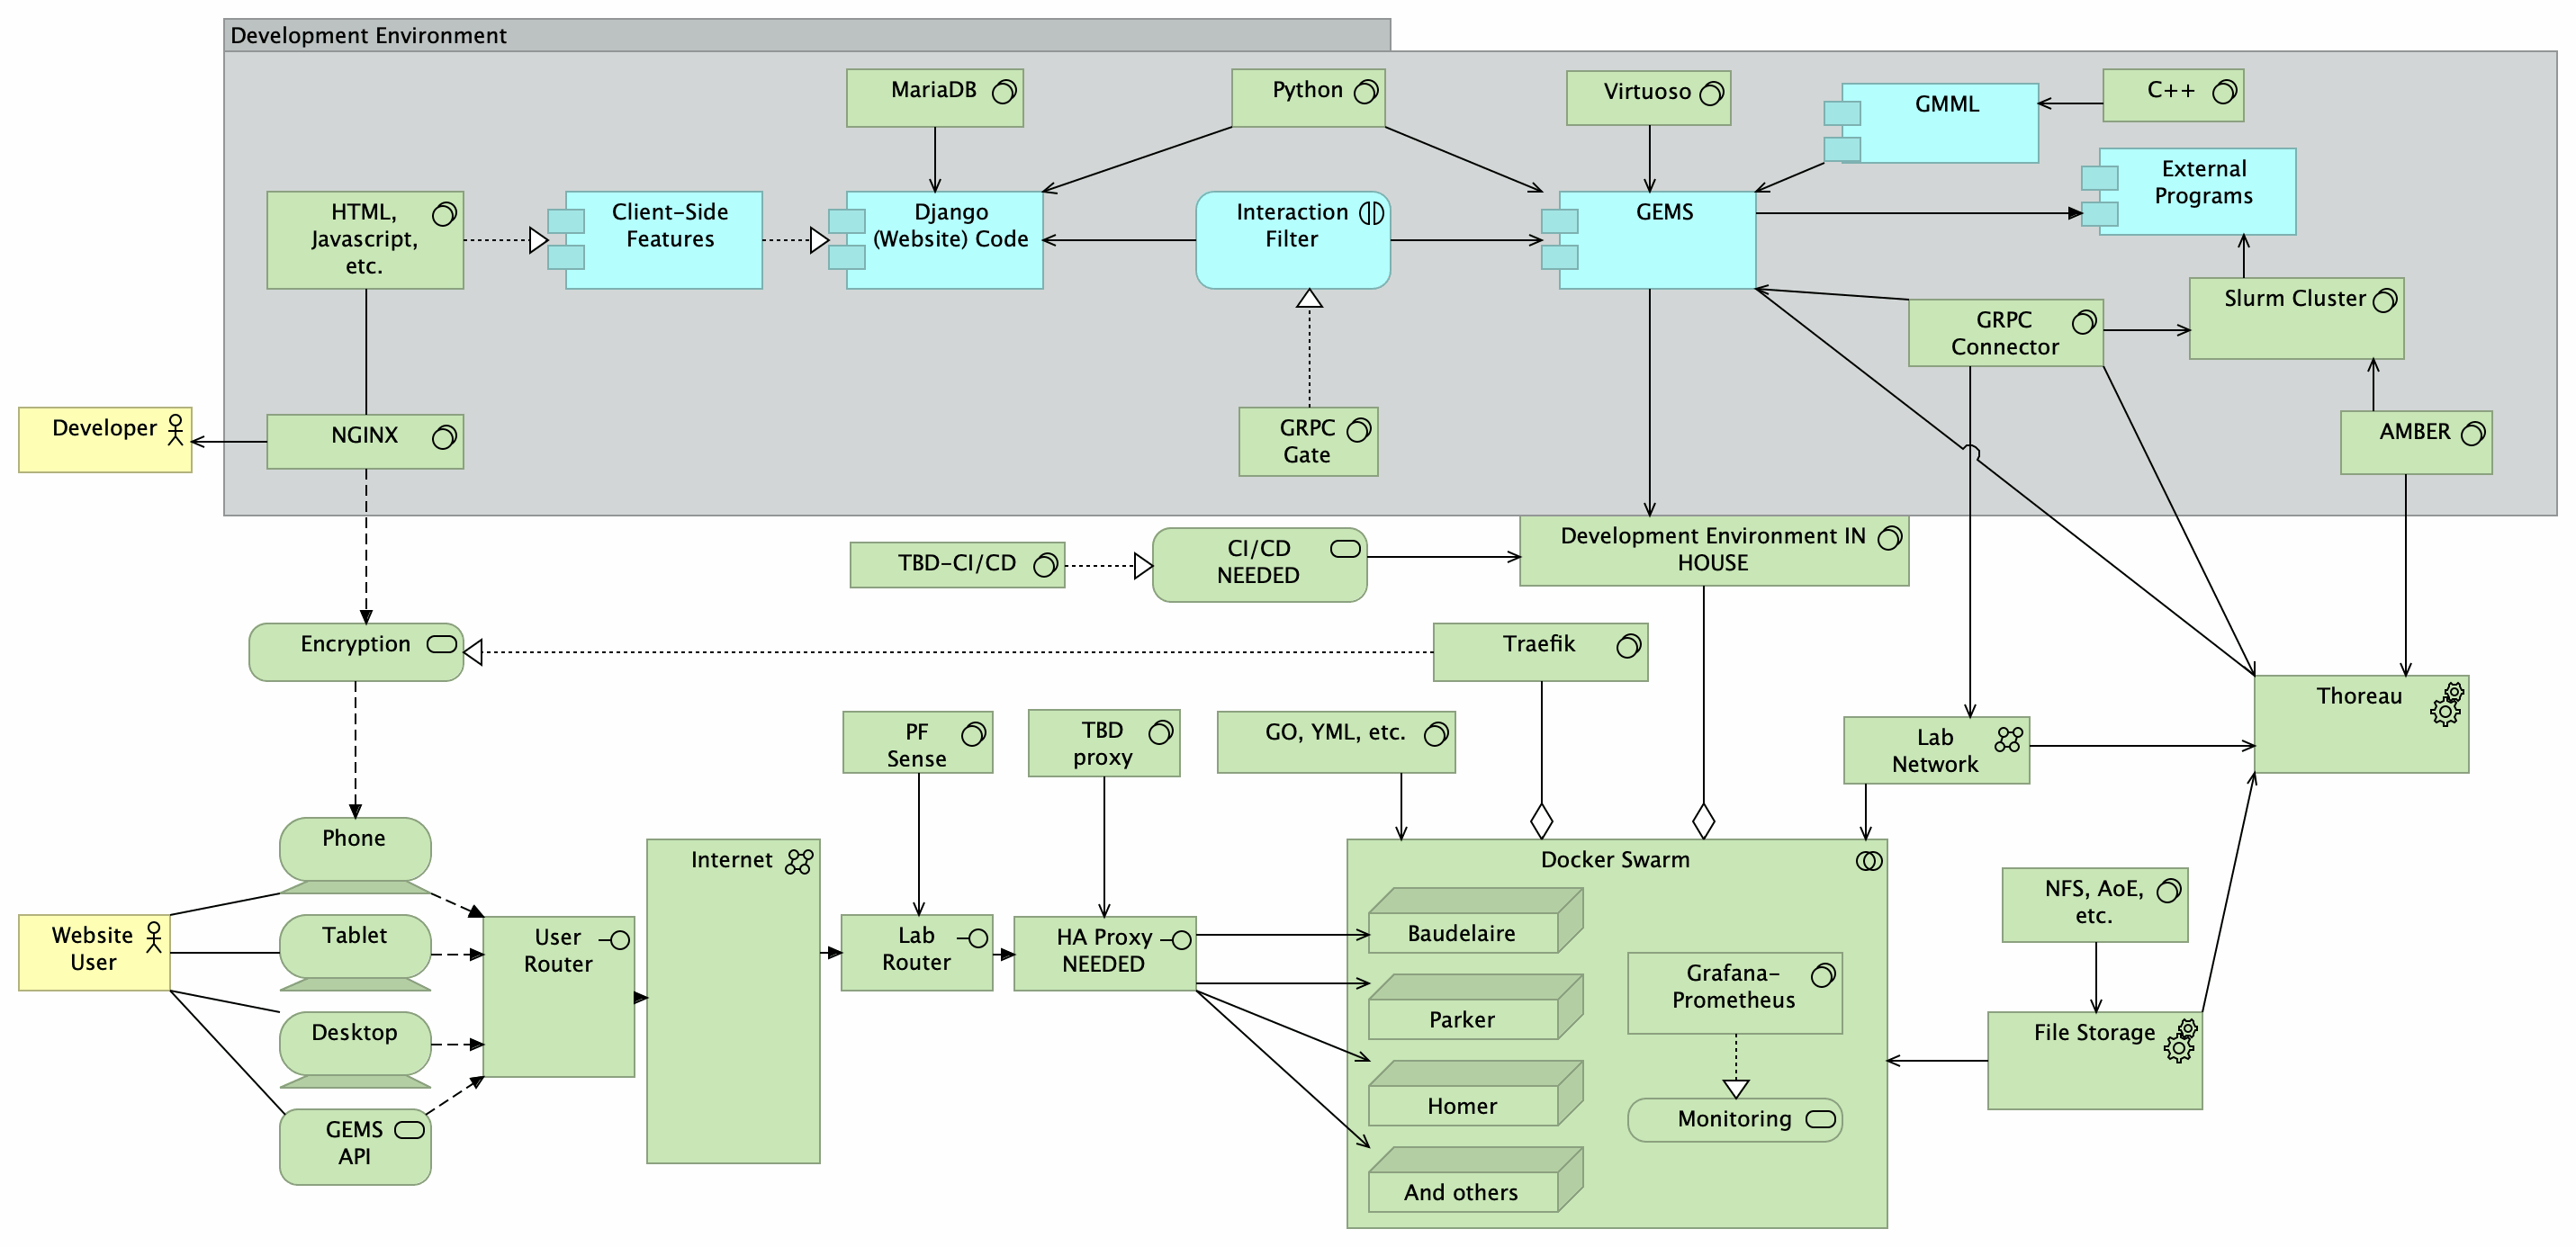 Development Environment
MariaDB
Python
Virtuoso
GMML
C++
External
Programs
HTML,
Javascript,
etc.
Client-Side
Features
Django
(Website) Code
Interaction
Filter
GEMS
Slurm Cluster
GRPC
Connector
Developer
NGINX
GRPC
Gate
AMBER
TBD-CI/CD
CI/CD
NEEDED
Development Environment IN
HOUSE
Encryption
Traefik
Thoreau
PF
Sense
TBD
proxy
GO, YML, etc.
Lab
Network
Phone
Internet
Docker Swarm
NFS, AoE,
etc.
Website
User
Tablet
User
Router
Lab
Router
HA Proxy
NEEDED
Baudelaire
Grafana-
Prometheus
Parker
Desktop
File Storage
Homer
Monitoring
GEMS
API
And others